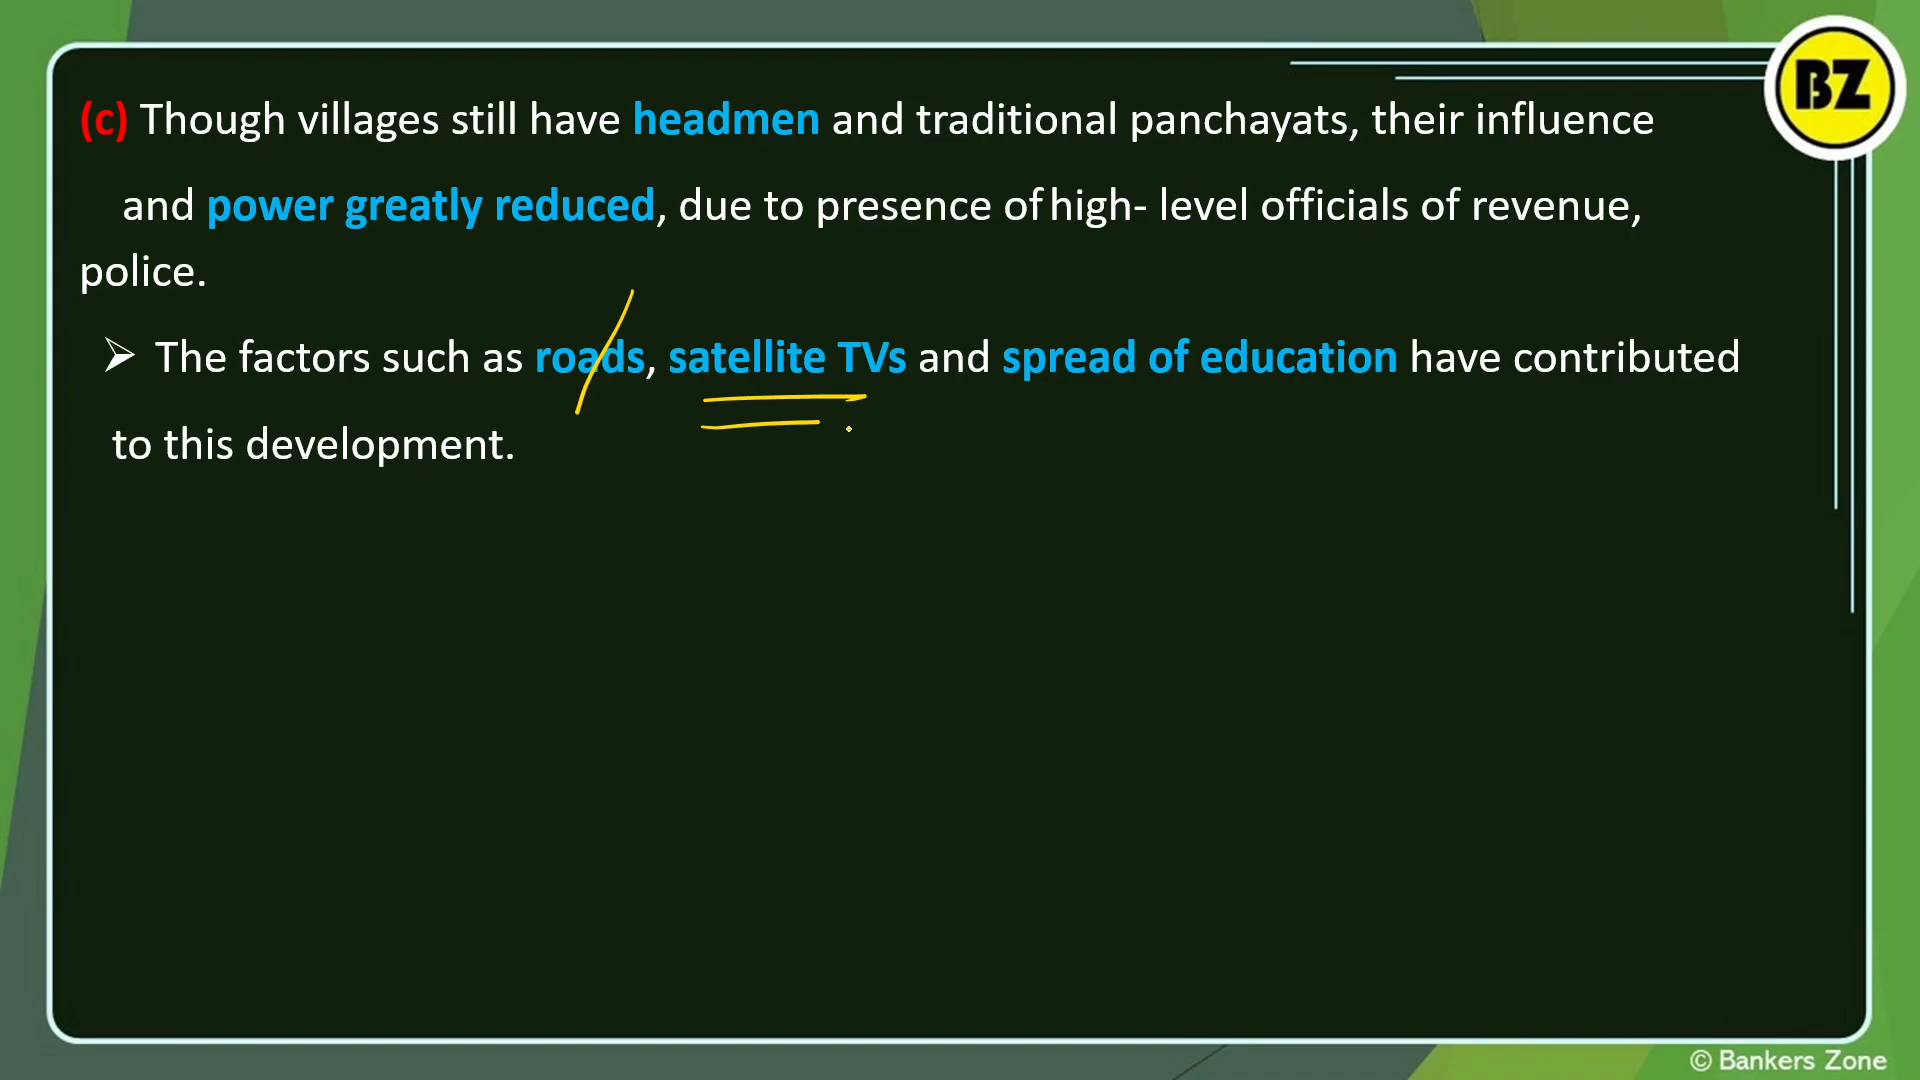 BZ
(c) Though villages still have headmen and traditional panchayats, their influence
and power greatly reduced, due to presence of high- level officials of revenue,
police.
➢ The factors such as roads, satellite TVs and spread of education have contributed
to this development.
© Bankers Zone